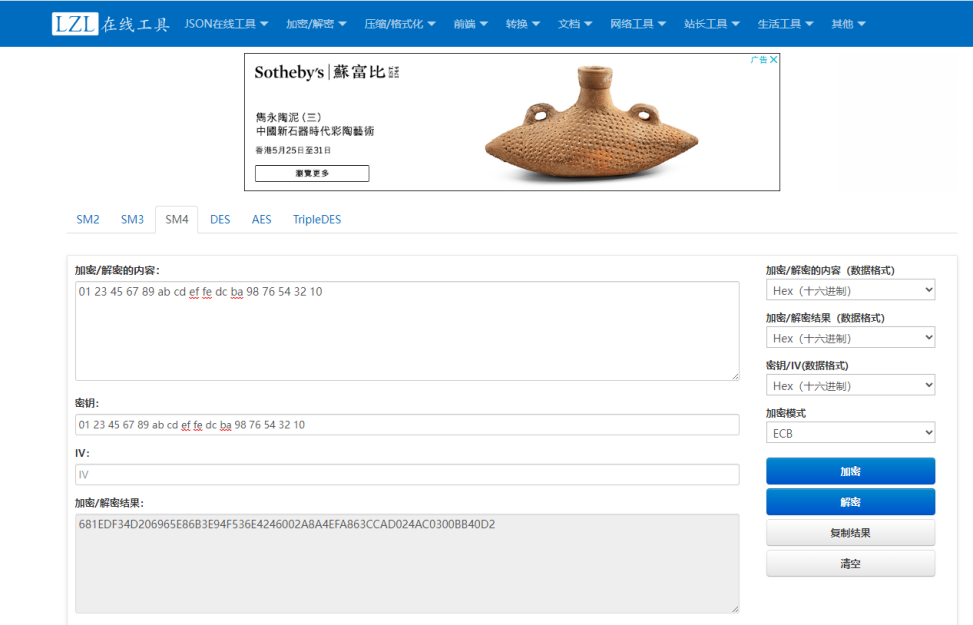 LZL 在线工具 JSON在线工具 加密/解密 压缩/格式化 前端 转换 文档 网络工具 站长工具 生活工具 其他
广告
Sotheby's 蘇富比
雋永陶泥（三）
中國新石器時代彩陶藝術
香港5月25日至31日
瀏覽更多
SM2 SM3 SM4 DES AES TripleDES
加密/解密的内容：
01 23 45 67 89 ab cd ef fe dc ba 98 76 54 32 10
密钥：
01 23 45 67 89 ab cd ef fe dc ba 98 76 54 32 10
IV：
IV
加密/解密结果：
681EDF34D206965E86B3E94F536E4246002A8A4EFA863CCAD024AC0300BB40D2
加密/解密的内容（数据格式）
Hex（十六进制）
加密/解密结果（数据格式）
Hex（十六进制）
密钥/IV(数据格式)
Hex（十六进制）
加密模式
ECB
加密
解密
复制结果
清空